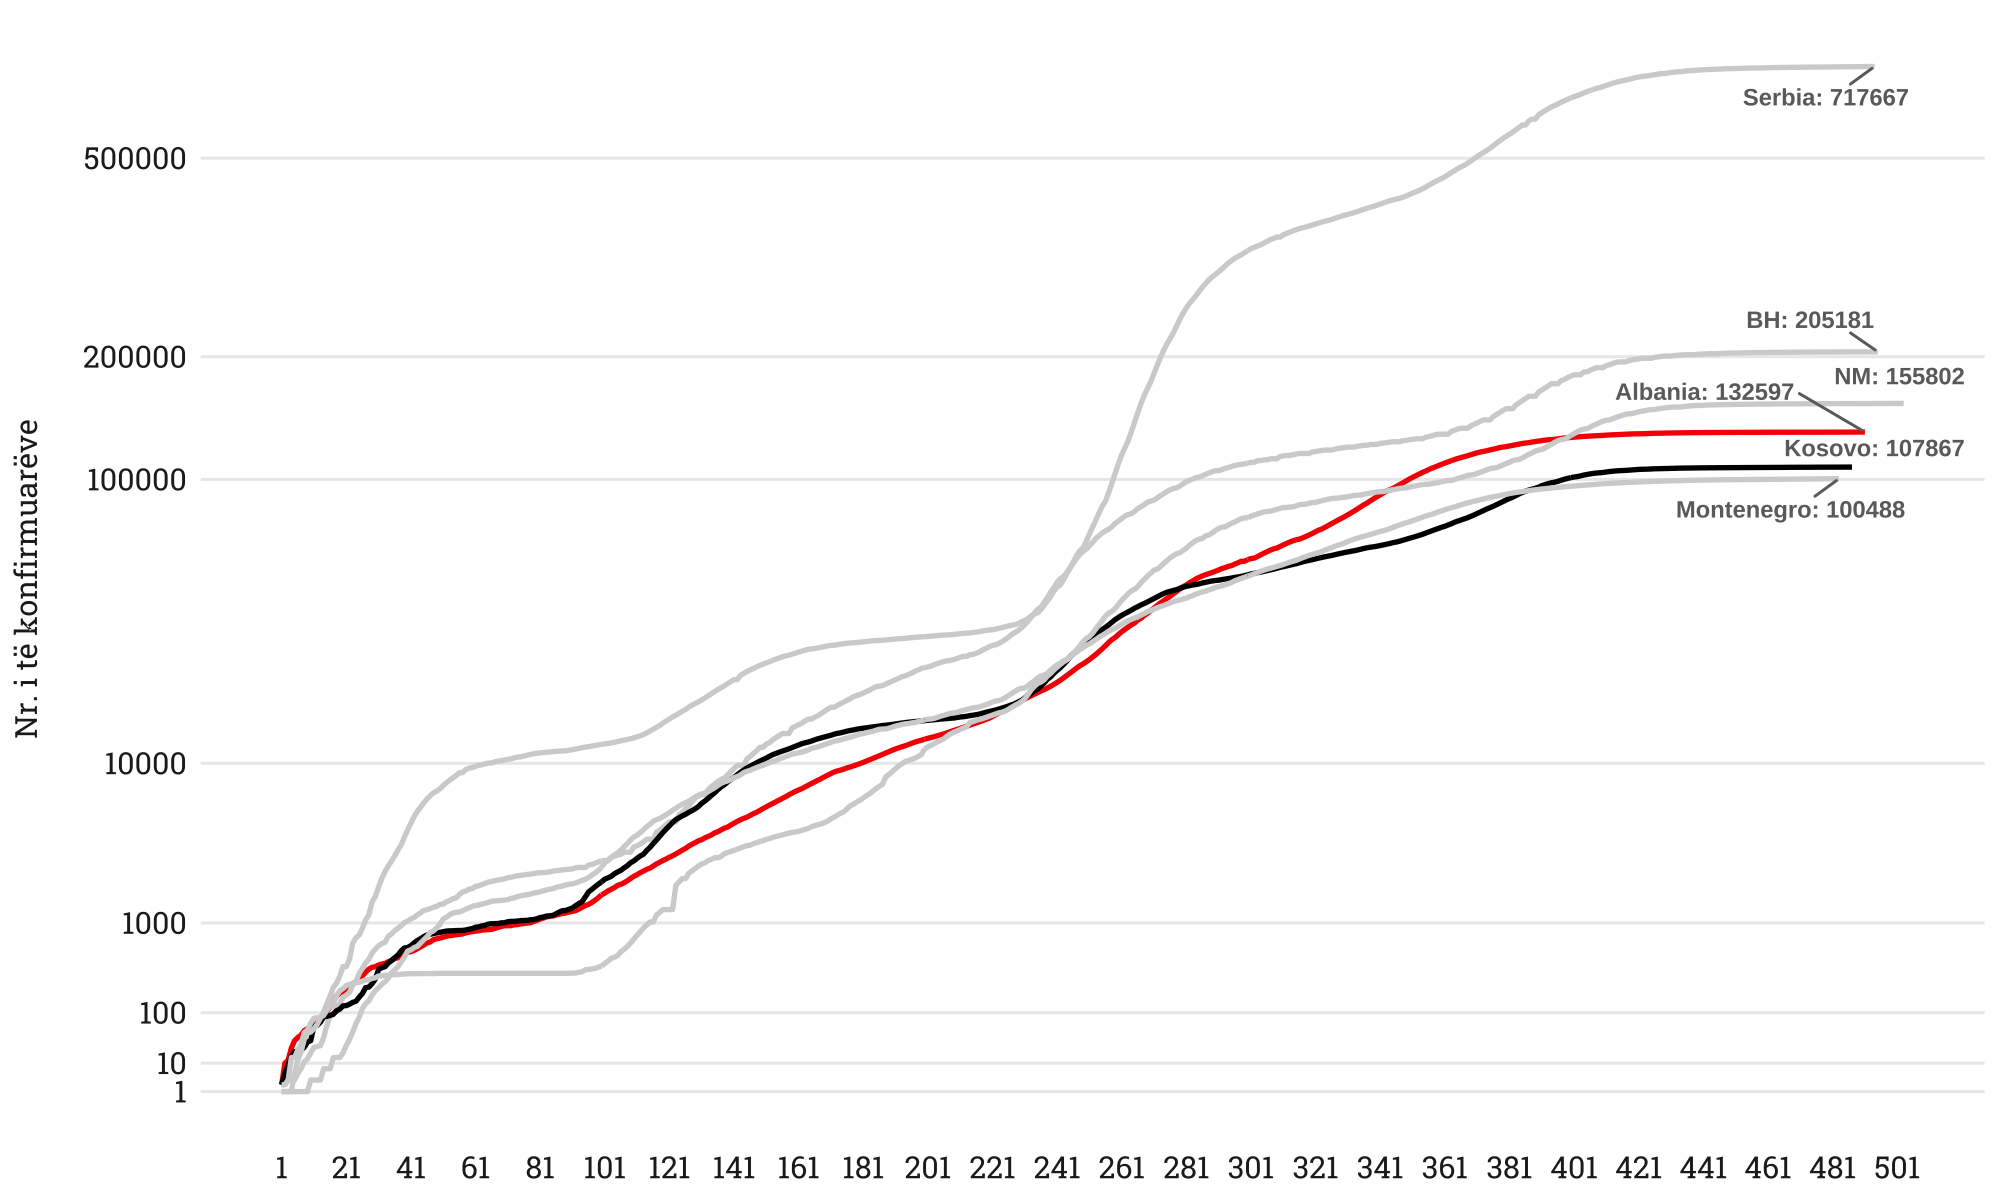 Nr. i të konfirmuarëve
500000
200000
100000
10000
1000
100
10
1
Serbia: 717667
BH: 205181
NM: 155802
Albania: 132597
Kosovo: 107867
Montenegro: 100488
1 21 41 61 81 101 121 141 161 181 201 221 241 261 281 301 321 341 361 381 401 421 441 461 481 501